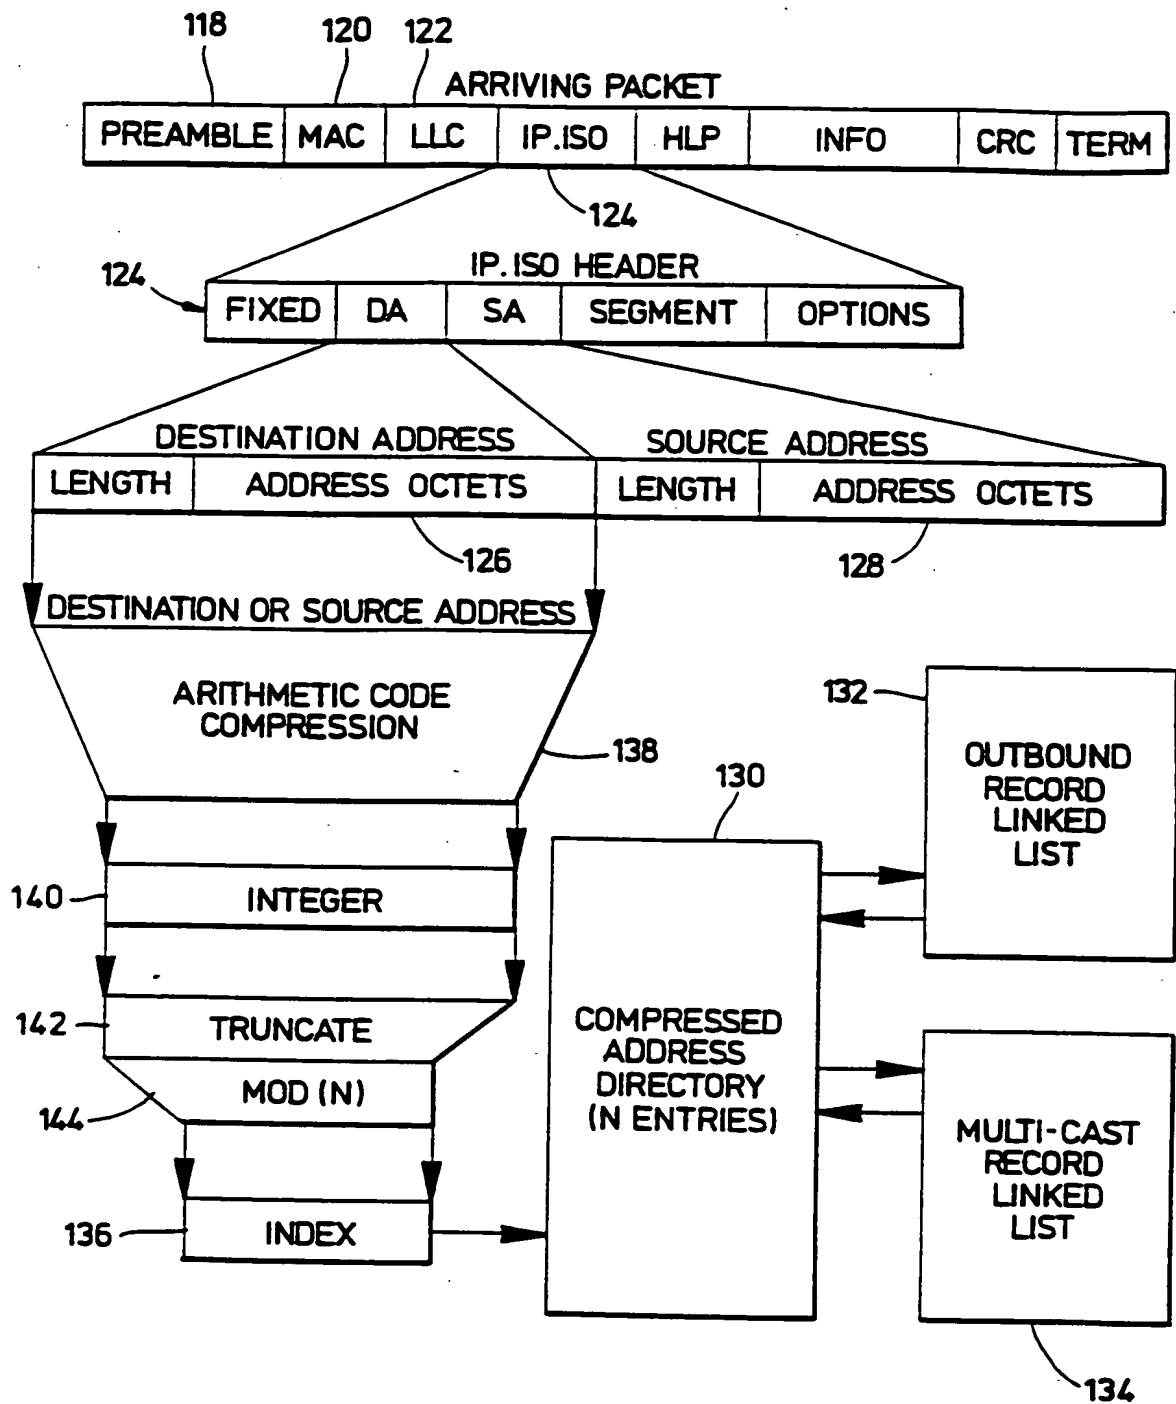 118 120 122
ARRIVING PACKET
PREAMBLE MAC LLC IP.ISO HLP INFO CRC TERM
124
IP.ISO HEADER
124
FIXED DA SA SEGMENT OPTIONS
DESTINATION ADDRESS SOURCE ADDRESS
LENGTH ADDRESS OCTETS LENGTH ADDRESS OCTETS
126 128
DESTINATION OR SOURCE ADDRESS
ARITHMETIC CODE
COMPRESSION
138
130
132
OUTBOUND
RECORD
LINKED
LIST
140
INTEGER
142
TRUNCATE
144
MOD (N)
136
INDEX
COMPRESSED
ADDRESS
DIRECTORY
(N ENTRIES)
MULTI-CAST
RECORD
LINKED
LIST
134